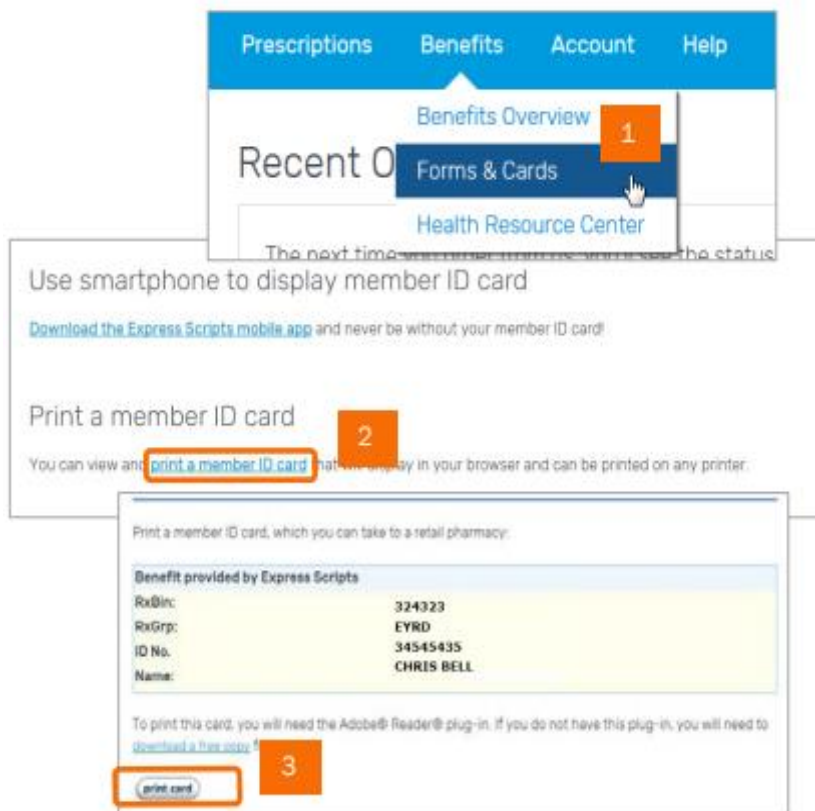 Prescriptions Benefits Account Help
Benefits Overview
1
Recent O
Forms & Cards
Health Resource Center
The next time
the status
Use smartphone to display member ID card
Download the Express Scripts mobile app and never be without your member ID card!
Print a member ID card
2
You can view and print a member ID card that will display in your browser and can be printed on any printer.
Print a member ID card, which you can take to a retail pharmacy:
Benefit provided by Express Scripts
RxBin: 324323
RxGrp: EYRD
ID No. 34545435
Name: CHRIS BELL
To print this card, you will need the Adobe® Reader® plug-in. If you do not have this plug-in, you will need to
download a free copy
3
print card